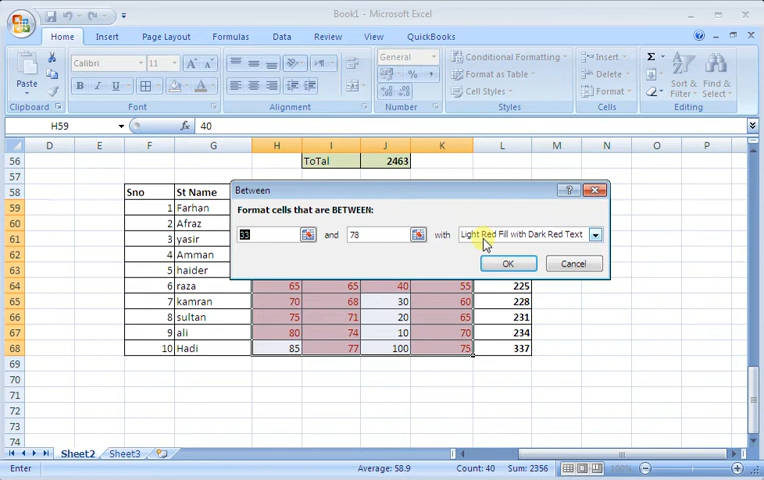 Book1 - Microsoft Excel
Home Insert Page Layout Formulas Data Review View QuickBooks
Paste
Clipboard
Calibri 11
B I U
Font
Alignment
General
% ,
Number
Conditional Formatting
Format as Table
Cell Styles
Styles
Insert
Delete
Format
Cells
Σ
Sort & Filter
Find & Select
Editing
H59 fx 40
D E F G H I J K L M N O P Q
56 ToTal 2463
57
58 Sno St Name
59 1 Farhan
60 2 Afraz
61 3 yasir
62 4 Amman
63 5 haider
64 6 raza 65 65 40 55 225
65 7 kamran 70 68 30 60 228
66 8 sultan 75 71 20 65 231
67 9 ali 80 74 10 70 234
68 10 Hadi 85 77 100 75 337
69
70
71
72
73
74
Between
Format cells that are BETWEEN:
33 and 78 with Light Red Fill with Dark Red Text
OK Cancel
Sheet2 Sheet3
Enter Average: 58.9 Count: 40 Sum: 2356 100%